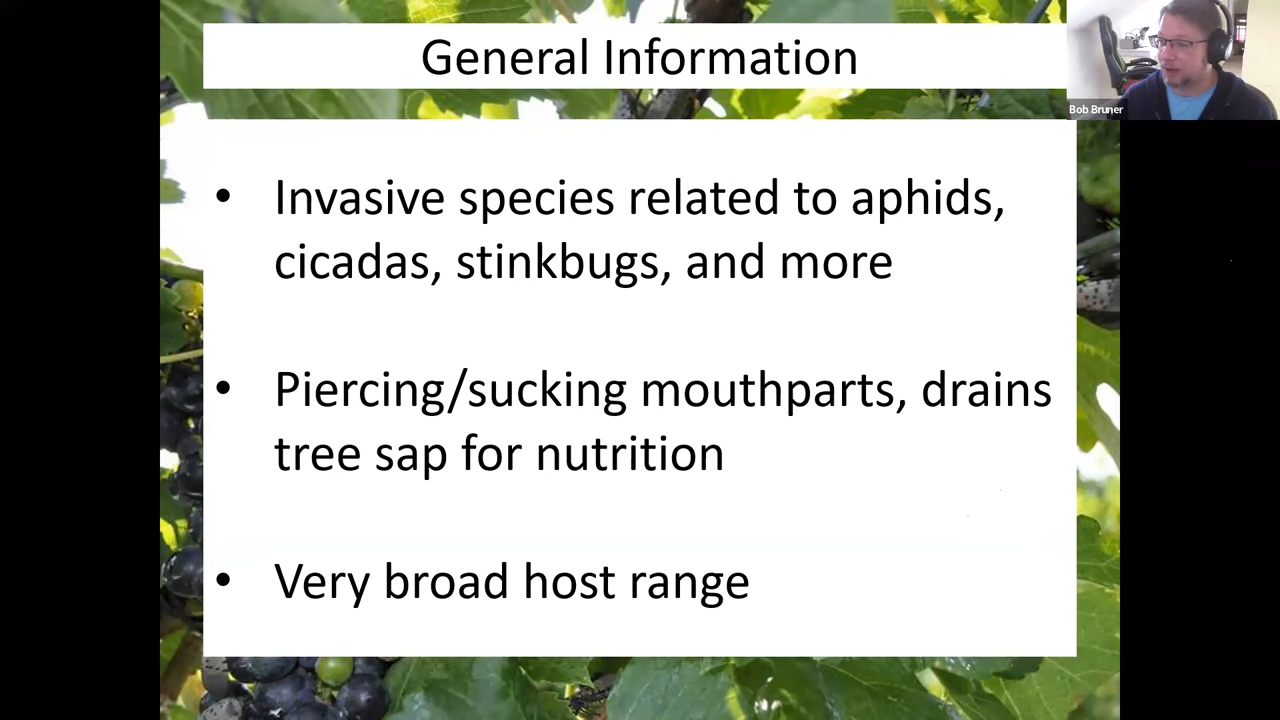 General Information
Bob Bruner
• Invasive species related to aphids,
cicadas, stinkbugs, and more
• Piercing/sucking mouthparts, drains
tree sap for nutrition
• Very broad host range